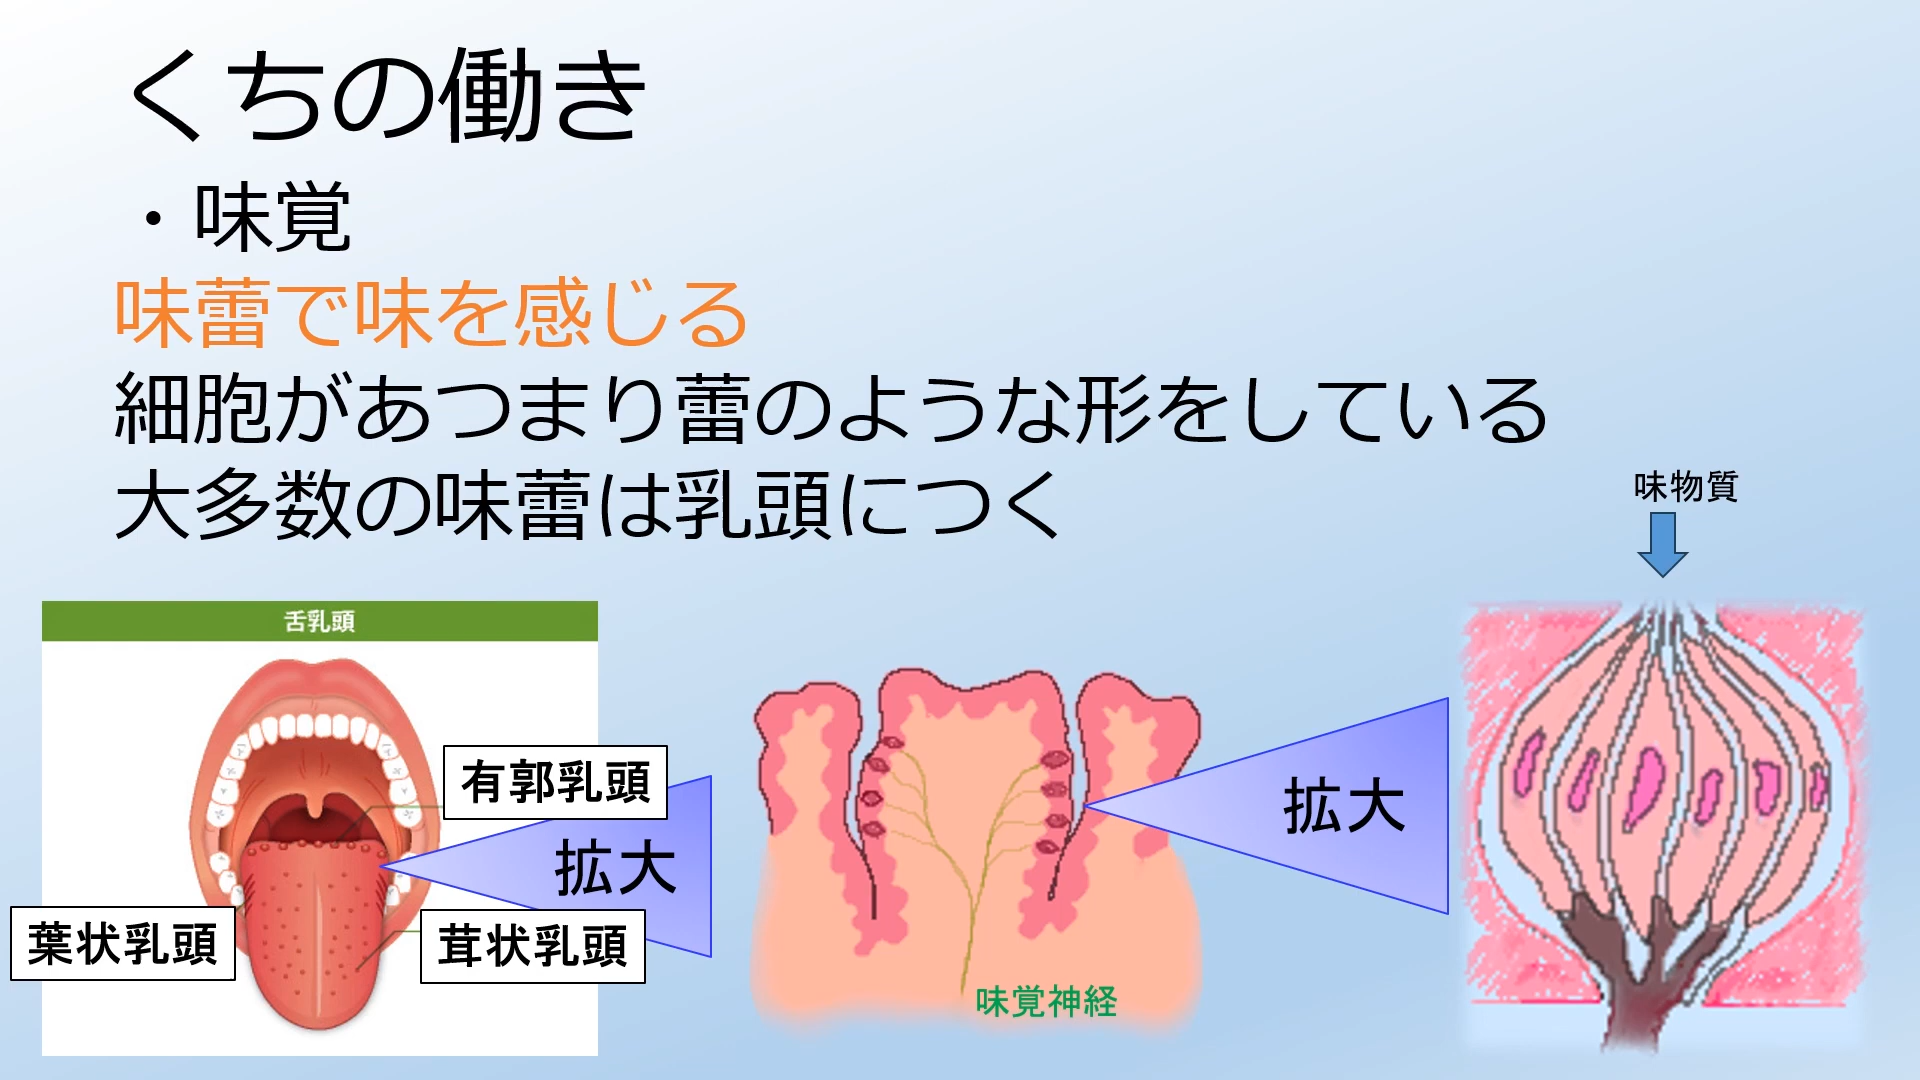 くちの働き
・味覚
味蕾で味を感じる
細胞があつまり蕾のような形をしている
大多数の味蕾は乳頭につく
味物質
舌乳頭
有郭乳頭
拡大
拡大
葉状乳頭
茸状乳頭
味覚神経